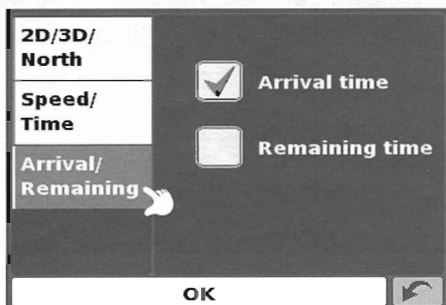 2D/3D/
North
Speed/
Time
Arrival/
Remaining
Arrival time
Remaining time
OK